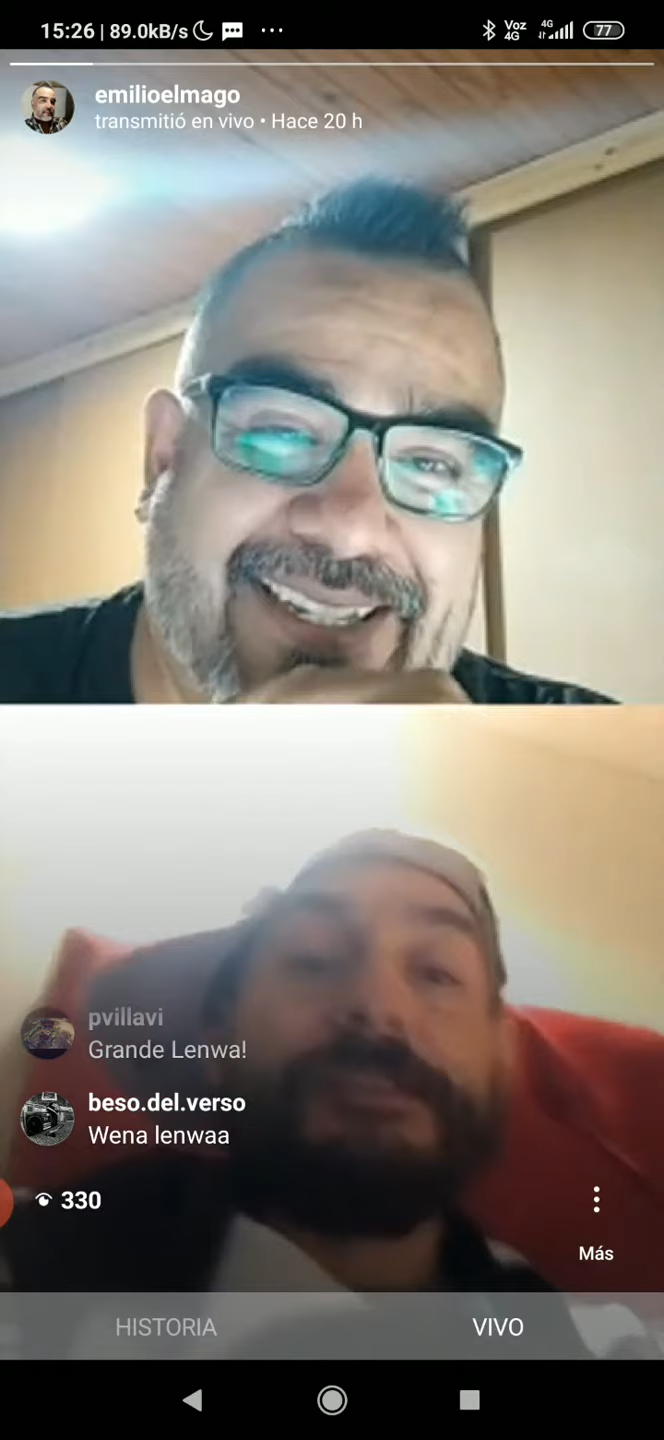 15:26 | 89.0kB/s
Voz 4G 4G 77
emilioelmago
transmitió en vivo • Hace 20 h
pvillavi
Grande Lenwa!
beso.del.verso
Wena lenwaa
330
Más
HISTORIA VIVO